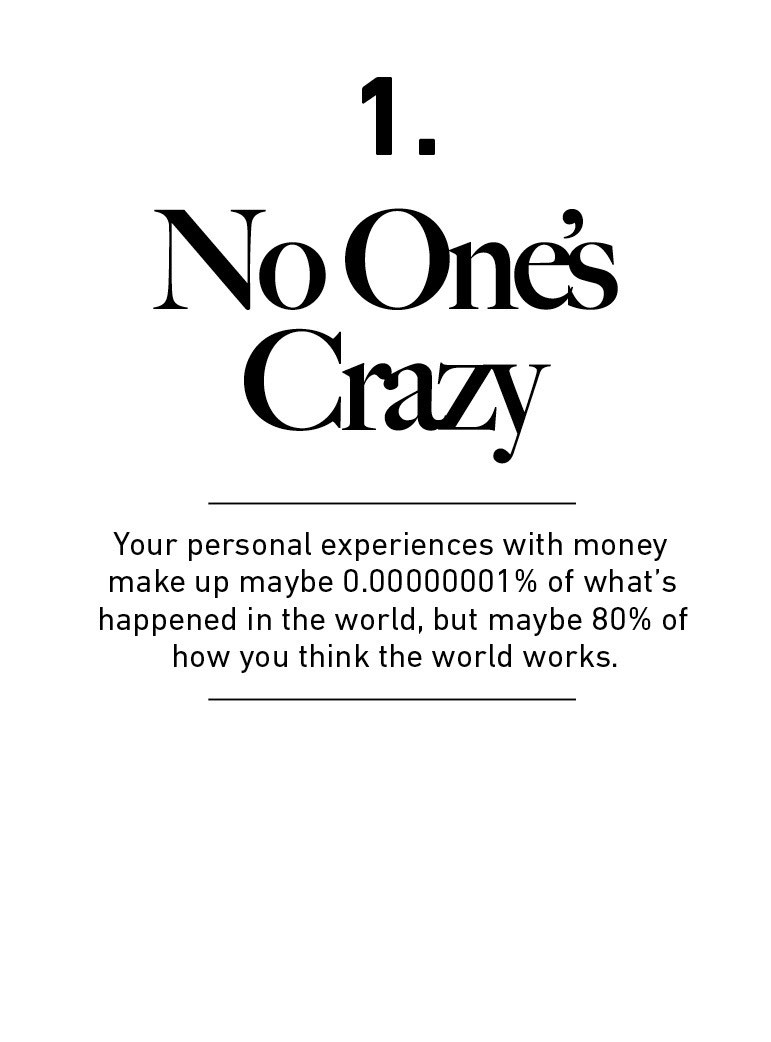 1.
No One’s
Crazy
Your personal experiences with money
make up maybe 0.00000001% of what’s
happened in the world, but maybe 80% of
how you think the world works.